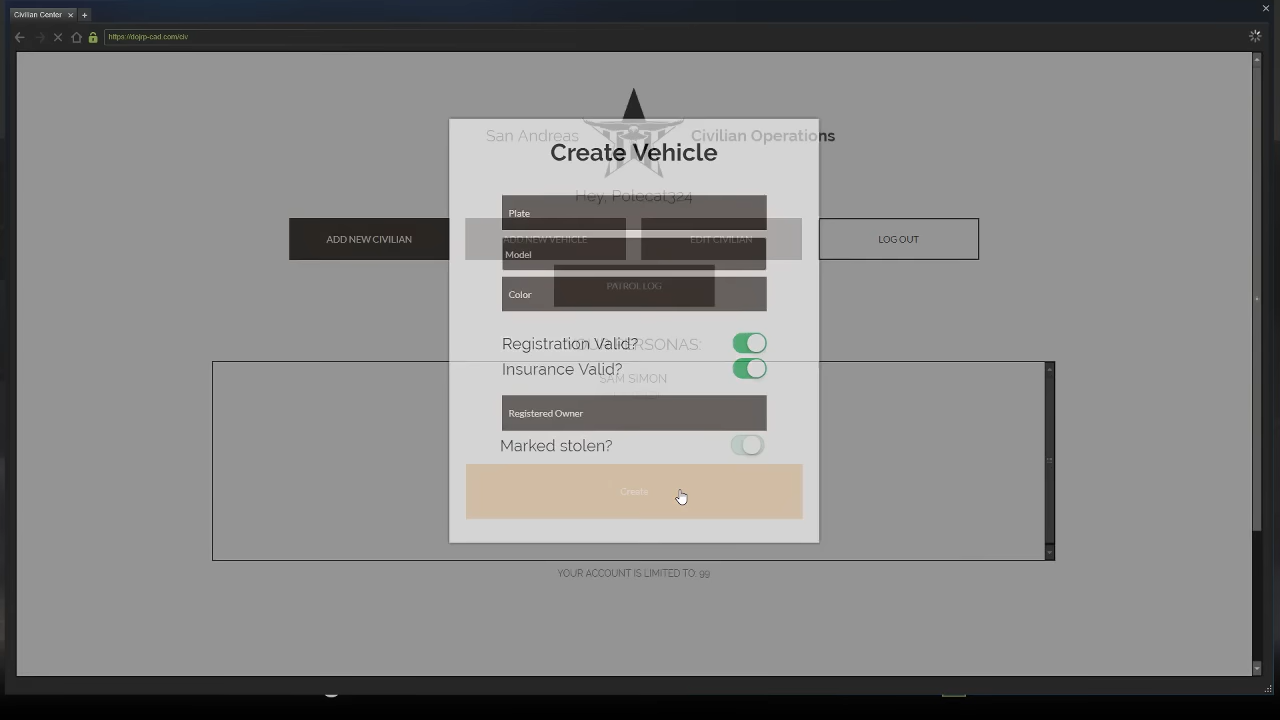 Civilian Center
https://dojrp-cad.com/civ
San Andreas Civilian Operations
Create Vehicle
Hey, Polecat324
Plate
ADD NEW CIVILIAN
ADD NEW VEHICLE
EDIT CIVILIAN
LOG OUT
Model
PATROL LOG
Color
Registration Valid?
YOUR PERSONAS:
Insurance Valid?
SAM SIMON
Registered Owner
Marked stolen?
Create
YOUR ACCOUNT IS LIMITED TO: 99